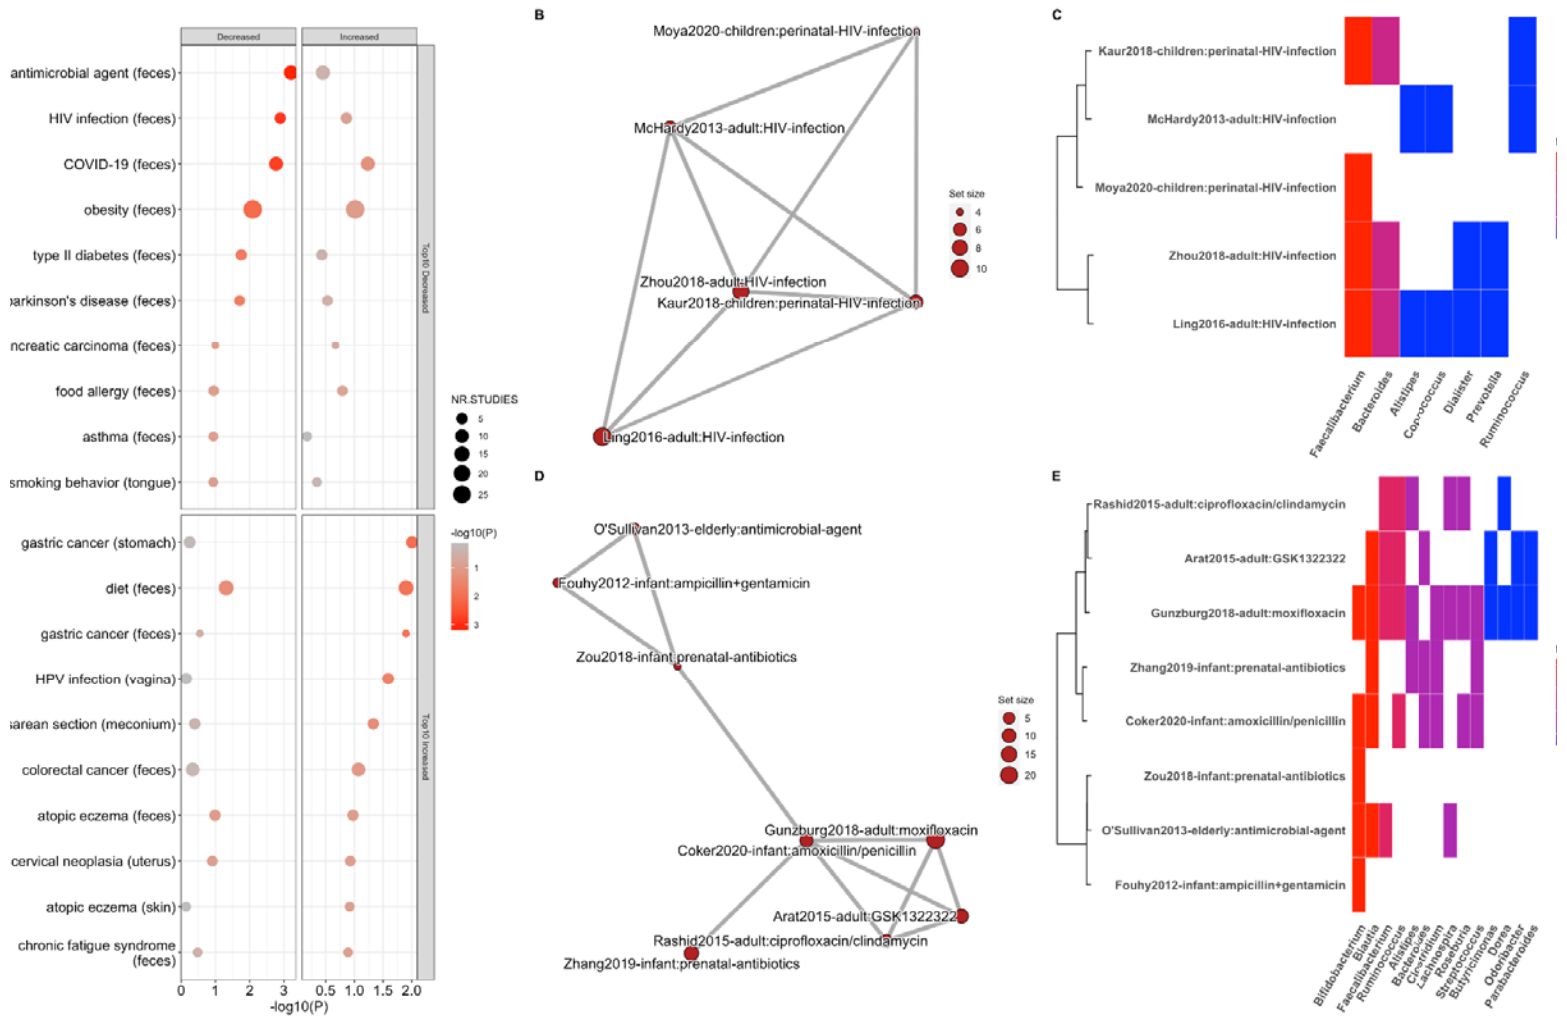 Decreased
Increased
antimicrobial agent (feces)
HIV infection (feces)
COVID-19 (feces)
obesity (feces)
type II diabetes (feces)
parkinson's disease (feces)
ncreatic carcinoma (feces)
food allergy (feces)
asthma (feces)
smoking behavior (tongue)
Top10 Decreased
gastric cancer (stomach)
diet (feces)
gastric cancer (feces)
HPV infection (vagina)
sarean section (meconium)
colorectal cancer (feces)
atopic eczema (feces)
cervical neoplasia (uterus)
atopic eczema (skin)
chronic fatigue syndrome
(feces)
Top10 Increased
0 1 2 3
0.5 1.0 1.5 2.0
-log10(P)
NR.STUDIES
5
10
15
20
25
-log10(P)
1
2
3
B
Moya2020-children:perinatal-HIV-infection
McHardy2013-adult:HIV-infection
Zhou2018-adult:HIV-infection
Kaur2018-children:perinatal-HIV-infection
Ling2016-adult:HIV-infection
Set size
4
6
8
10
C
Kaur2018-children:perinatal-HIV-infection
McHardy2013-adult:HIV-infection
Moya2020-children:perinatal-HIV-infection
Zhou2018-adult:HIV-infection
Ling2016-adult:HIV-infection
Faecalibacterium
Bacteroides
Alistipes
Coprococcus
Dialister
Prevotella
Ruminococcus
D
O'Sullivan2013-elderly:antimicrobial-agent
Fouhy2012-infant:ampicillin+gentamicin
Zou2018-infant:prenatal-antibiotics
Gunzburg2018-adult:moxifloxacin
Coker2020-infant:amoxicillin/penicillin
Arat2015-adult:GSK1322322
Rashid2015-adult:ciprofloxacin/clindamycin
Zhang2019-infant:prenatal-antibiotics
Set size
5
10
15
20
E
Rashid2015-adult:ciprofloxacin/clindamycin
Arat2015-adult:GSK1322322
Gunzburg2018-adult:moxifloxacin
Zhang2019-infant:prenatal-antibiotics
Coker2020-infant:amoxicillin/penicillin
Zou2018-infant:prenatal-antibiotics
O'Sullivan2013-elderly:antimicrobial-agent
Fouhy2012-infant:ampicillin+gentamicin
Bifidobacterium
Blautia
Faecalibacterium
Ruminococcus
Alistipes
Bacteroides
Clostridium
Lachnospira
Roseburia
Streptococcus
Butyricimonas
Dorea
Odoribacter
Parabacteroides